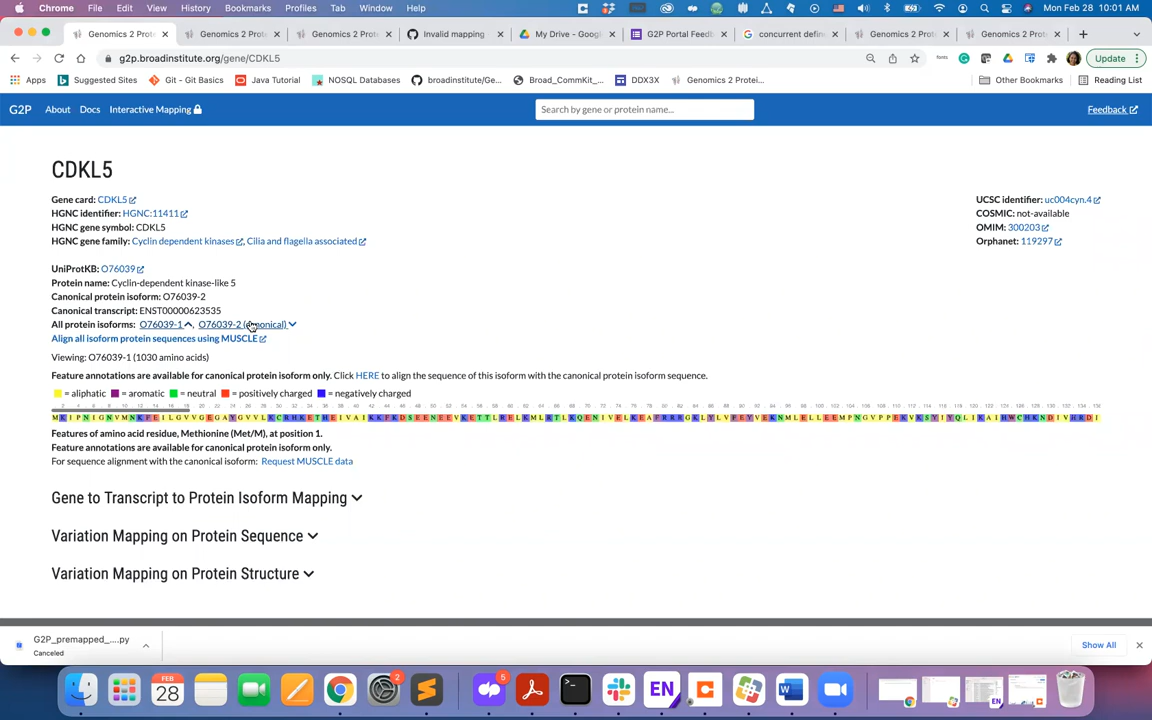 Chrome File Edit View History Bookmarks Profiles Tab Window Help Mon Feb 28 10:01 AM
Genomics 2 Prot Genomics 2 Prot Genomics 2 Prot Invalid mapping My Drive - Goog G2P Portal Feedb concurrent defin Genomics 2 Prot Genomics 2 Prot
g2p.broadinstitute.org/gene/CDKL5 Update
Apps Suggested Sites Git - Git Basics Java Tutorial NOSQL Databases broadinstitute/Ge... Broad_CommKit_... DDX3X Genomics 2 Protei... Other Bookmarks Reading List
G2P About Docs Interactive Mapping Search by gene or protein name... Feedback
CDKL5
Gene card: CDKL5 UCSC identifier: uc004cyn.4
HGNC identifier: HGNC:11411 COSMIC: not-available
HGNC gene symbol: CDKL5 OMIM: 300203
HGNC gene family: Cyclin dependent kinases, Cilia and flagella associated Orphanet: 119297
UniProtKB: O76039
Protein name: Cyclin-dependent kinase-like 5
Canonical protein isoform: O76039-2
Canonical transcript: ENST00000623535
All protein isoforms: O76039-1, O76039-2 (canonical)
Align all isoform protein sequences using MUSCLE
Viewing: O76039-1 (1030 amino acids)
Feature annotations are available for canonical protein isoform only. Click HERE to align the sequence of this isoform with the canonical protein isoform sequence.
= aliphatic = aromatic = neutral = positively charged = negatively charged
Features of amino acid residue, Methionine (Met/M), at position 1.
Feature annotations are available for canonical protein isoform only.
For sequence alignment with the canonical isoform: Request MUSCLE data
Gene to Transcript to Protein Isoform Mapping
Variation Mapping on Protein Sequence
Variation Mapping on Protein Structure
G2P_premapped_....py
Canceled
Show All
FEB
28
2
5
EN